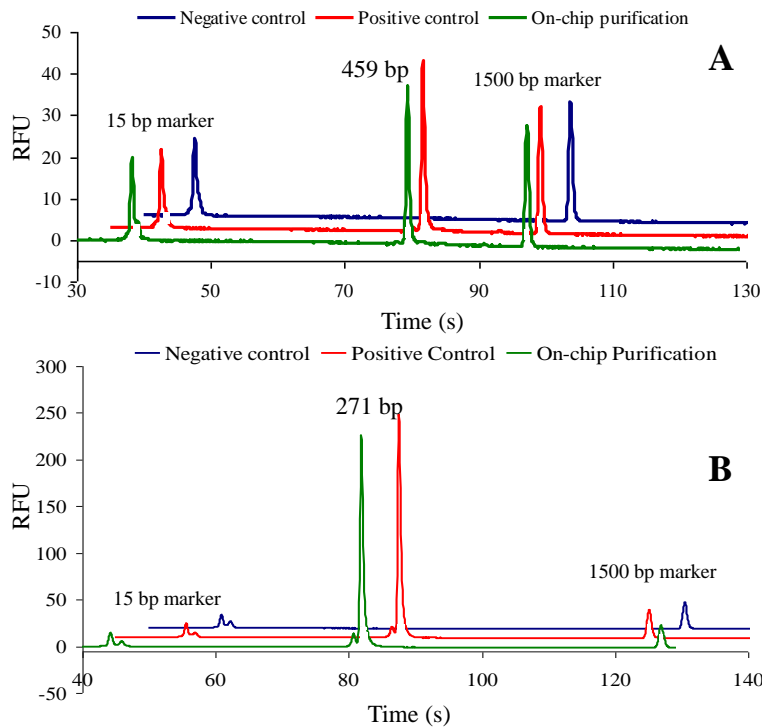 Negative control Positive control On-chip purification
A
50
40
30
20
10
0
-10
RFU
459 bp
1500 bp marker
15 bp marker
30 50 70 90 110 130
Time (s)
Negative control Positive Control On-chip Purification
B
300
250
200
150
100
50
0
-50
RFU
271 bp
15 bp marker
1500 bp marker
40 60 80 100 120 140
Time (s)